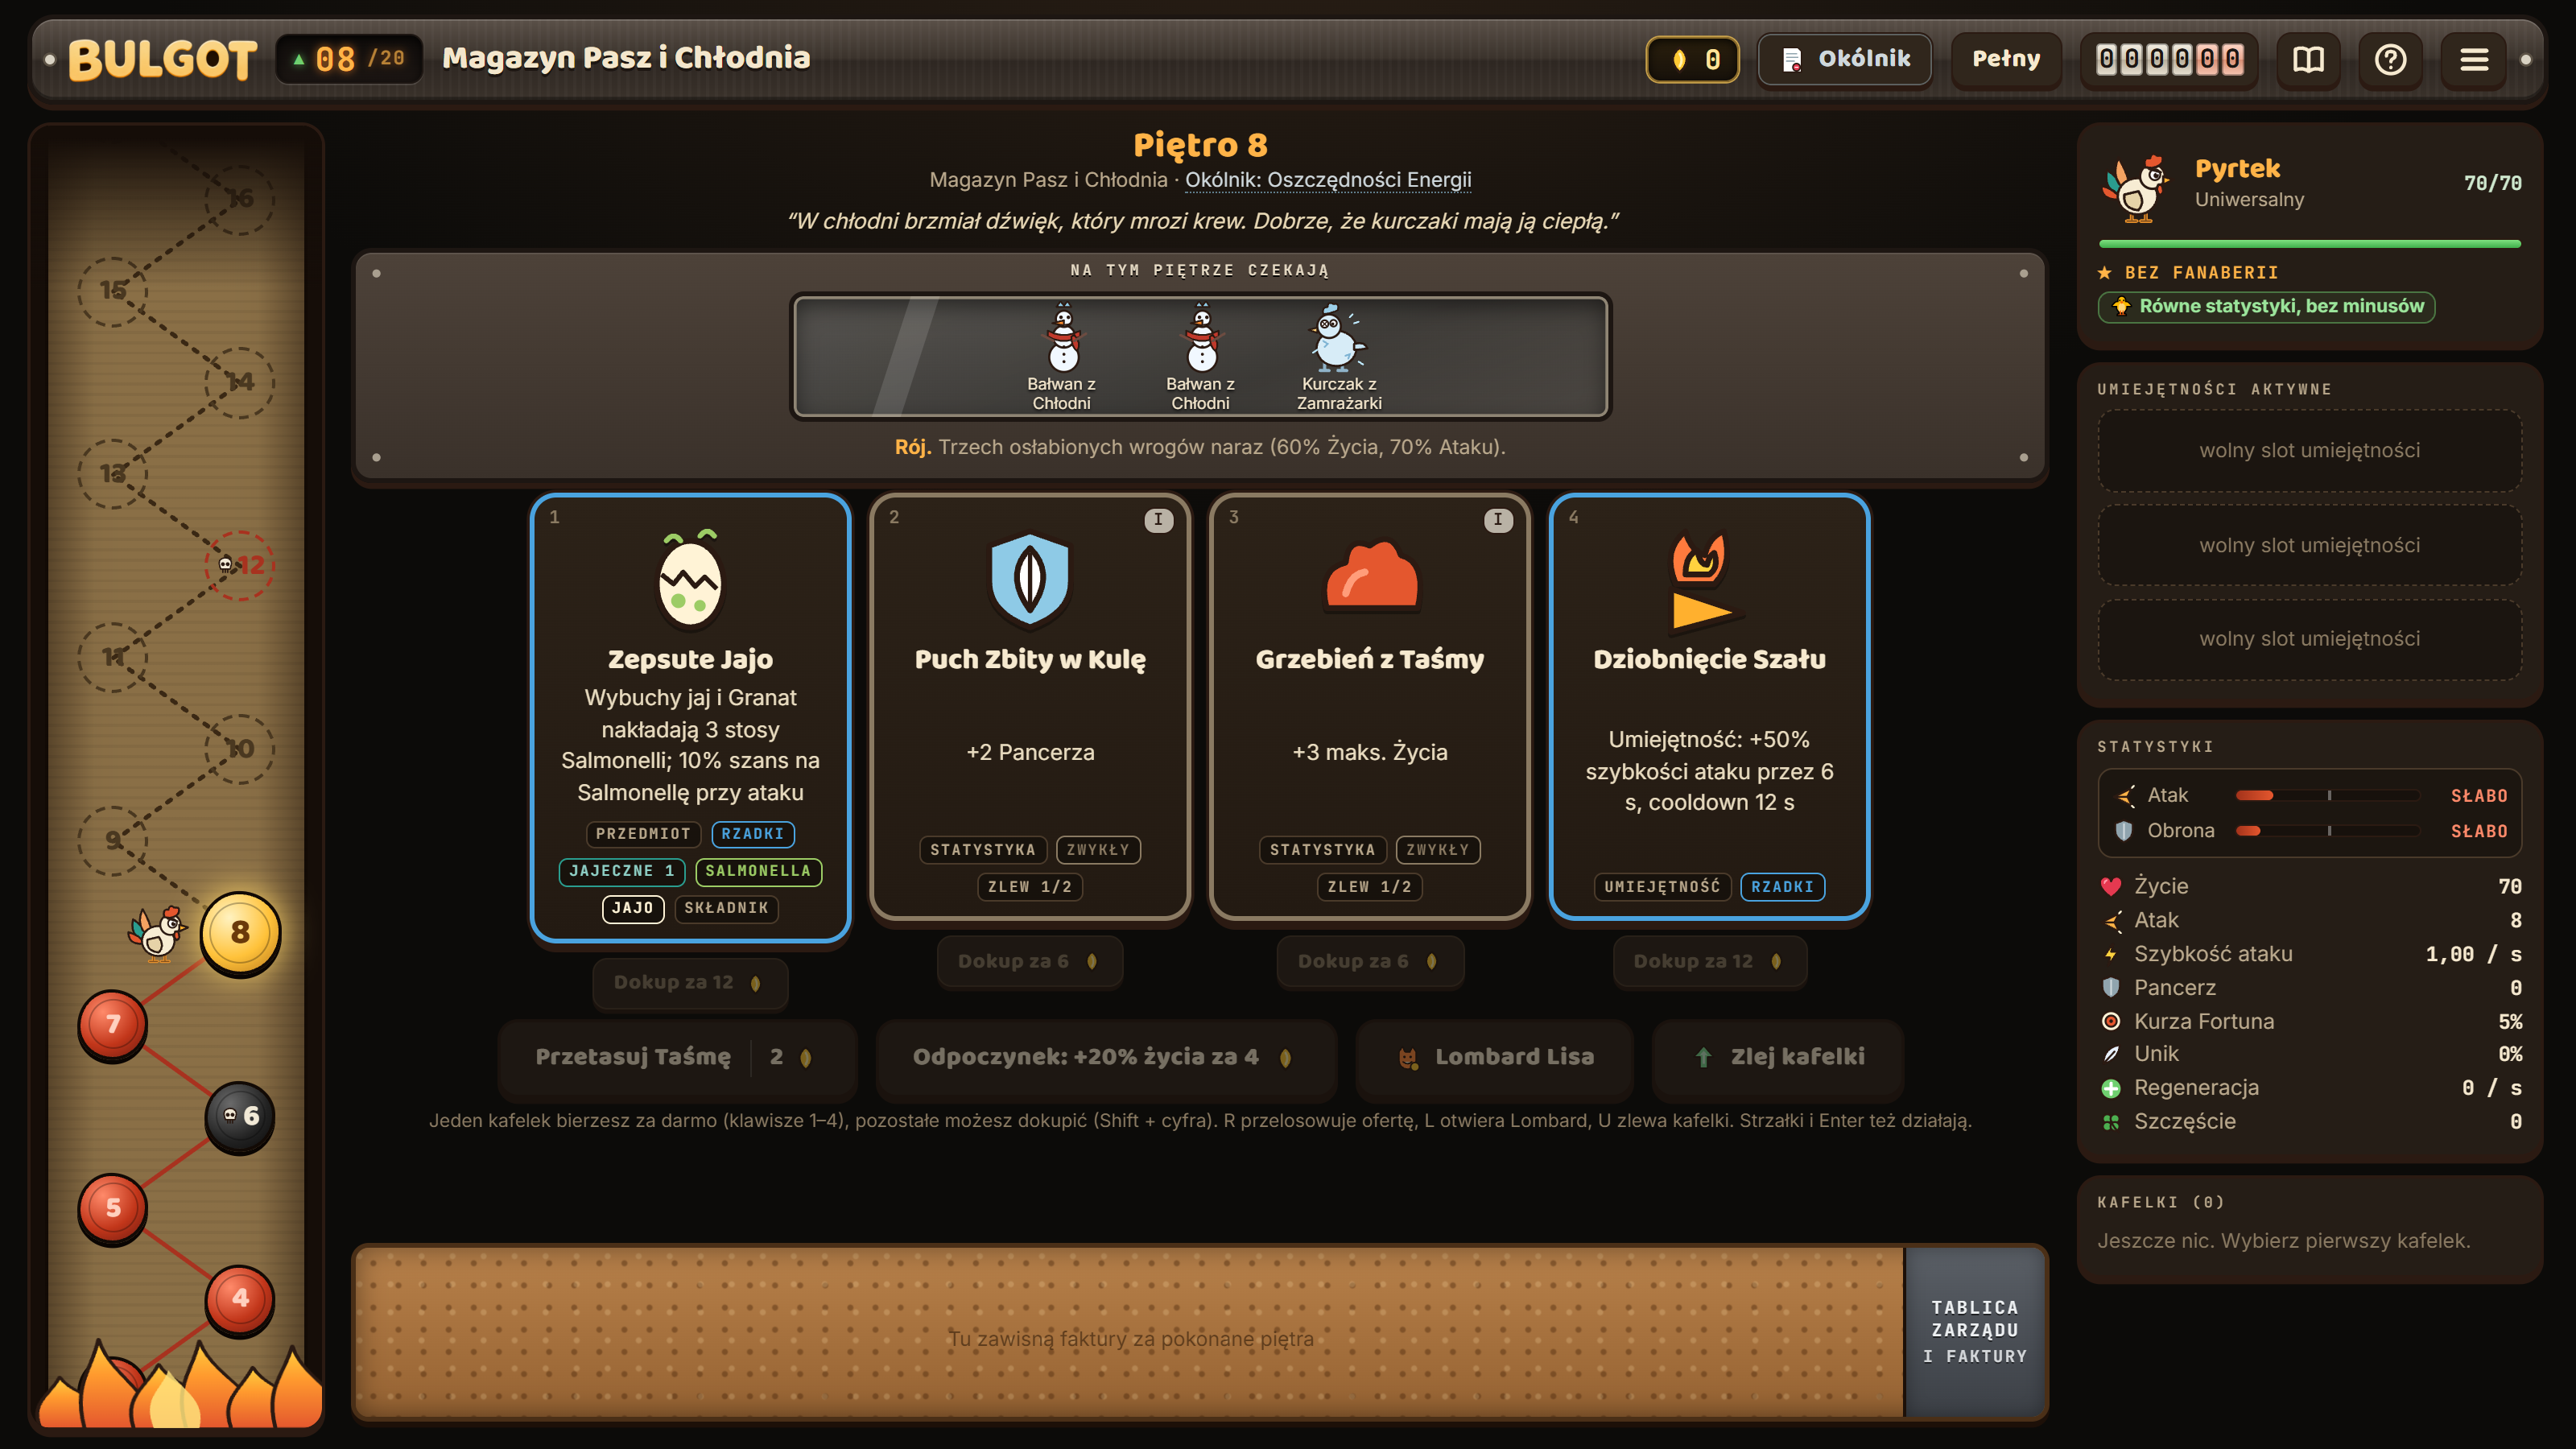 BULGOT
08 /20
Magazyn Pasz i Chłodnia
0
Okólnik
Pełny
000000
16
15
14
13
12
11
10
9
8
7
6
5
4
Piętro 8
Magazyn Pasz i Chłodnia · Okólnik: Oszczędności Energii
“W chłodni brzmiał dźwięk, który mrozi krew. Dobrze, że kurczaki mają ją ciepłą.”
NA TYM PIĘTRZE CZEKAJĄ
Bałwan z Chłodni
Bałwan z Chłodni
Kurczak z Zamrażarki
Rój. Trzech osłabionych wrogów naraz (60% Życia, 70% Ataku).
1
Zepsute Jajo
Wybuchy jaj i Granat
nakładają 3 stosy
Salmonelli; 10% szans na
Salmonellę przy ataku
PRZEDMIOT RZADKI
JAJECZNE 1 SALMONELLA
JAJO SKŁADNIK
Dokup za 12
2
I
Puch Zbity w Kulę
+2 Pancerza
STATYSTYKA ZWYKŁY
ZLEW 1/2
Dokup za 6
3
I
Grzebień z Taśmy
+3 maks. Życia
STATYSTYKA ZWYKŁY
ZLEW 1/2
Dokup za 6
4
Dziobnięcie Szału
Umiejętność: +50%
szybkości ataku przez 6
s, cooldown 12 s
UMIEJĘTNOŚĆ RZADKI
Dokup za 12
Przetasuj Taśmę 2
Odpoczynek: +20% życia za 4
Lombard Lisa
Zlej kafelki
Jeden kafelek bierzesz za darmo (klawisze 1–4), pozostałe możesz dokupić (Shift + cyfra). R przelosowuje ofertę, L otwiera Lombard, U zlewa kafelki. Strzałki i Enter też działają.
Tu zawisną faktury za pokonane piętra
TABLICA
ZARZĄDU
I FAKTURY
Pyrtek
Uniwersalny
70/70
★ BEZ FANABERII
Równe statystyki, bez minusów
UMIEJĘTNOŚCI AKTYWNE
wolny slot umiejętności
wolny slot umiejętności
wolny slot umiejętności
STATYSTYKI
Atak SŁABO
Obrona SŁABO
Życie 70
Atak 8
Szybkość ataku 1,00 / s
Pancerz 0
Kurza Fortuna 5%
Unik 0%
Regeneracja 0 / s
Szczęście 0
KAFELKI (0)
Jeszcze nic. Wybierz pierwszy kafelek.